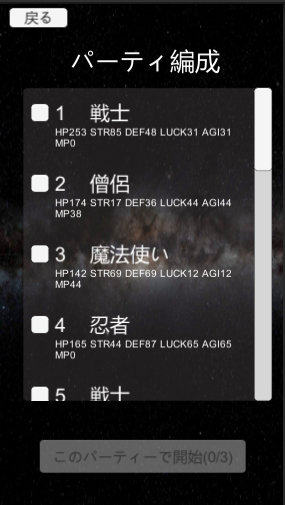 戻る
パーティ編成
1 戦士
HP253 STR85 DEF48 LUCK31 AGI31
MP0
2 僧侶
HP174 STR17 DEF36 LUCK44 AGI44
MP38
3 魔法使い
HP142 STR69 DEF69 LUCK12 AGI12
MP44
4 忍者
HP165 STR44 DEF87 LUCK65 AGI65
MP0
5 戦士
このパーティーで開始(0/3)